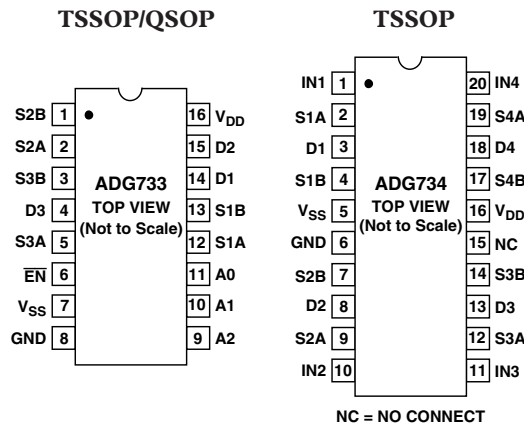 TSSOP/QSOP
S2B 1 16 VDD
S2A 2 15 D2
S3B 3 14 D1
D3 4 13 S1B
S3A 5 12 S1A
EN 6 11 A0
VSS 7 10 A1
GND 8 9 A2
ADG733
TOP VIEW
(Not to Scale)
TSSOP
IN1 1 20 IN4
S1A 2 19 S4A
D1 3 18 D4
S1B 4 17 S4B
VSS 5 16 VDD
GND 6 15 NC
S2B 7 14 S3B
D2 8 13 D3
S2A 9 12 S3A
IN2 10 11 IN3
ADG734
TOP VIEW
(Not to Scale)
NC = NO CONNECT